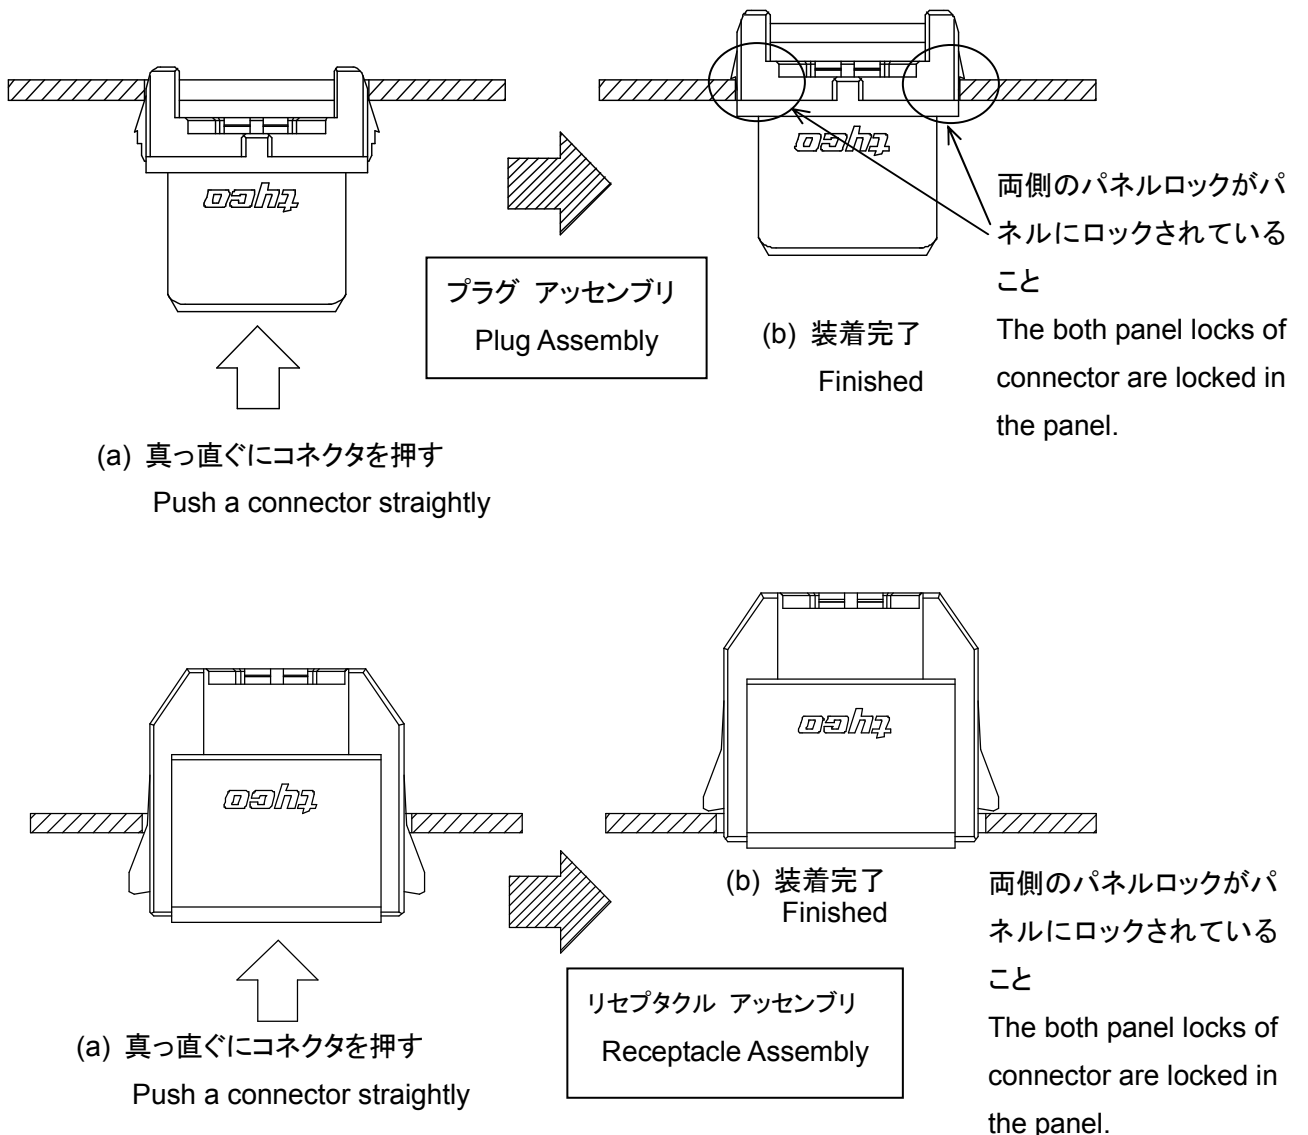 tyco
tyco
両側のパネルロックがパ
ネルにロックされている
こと
The both panel locks of
connector are locked in
the panel.
プラグ アッセンブリ
Plug Assembly
(b) 装着完了
Finished
(a) 真っ直ぐにコネクタを押す
Push a connector straightly
tyco
tyco
(b) 装着完了
Finished
両側のパネルロックがパ
ネルにロックされている
こと
The both panel locks of
connector are locked in
the panel.
リセプタクル アッセンブリ
Receptacle Assembly
(a) 真っ直ぐにコネクタを押す
Push a connector straightly